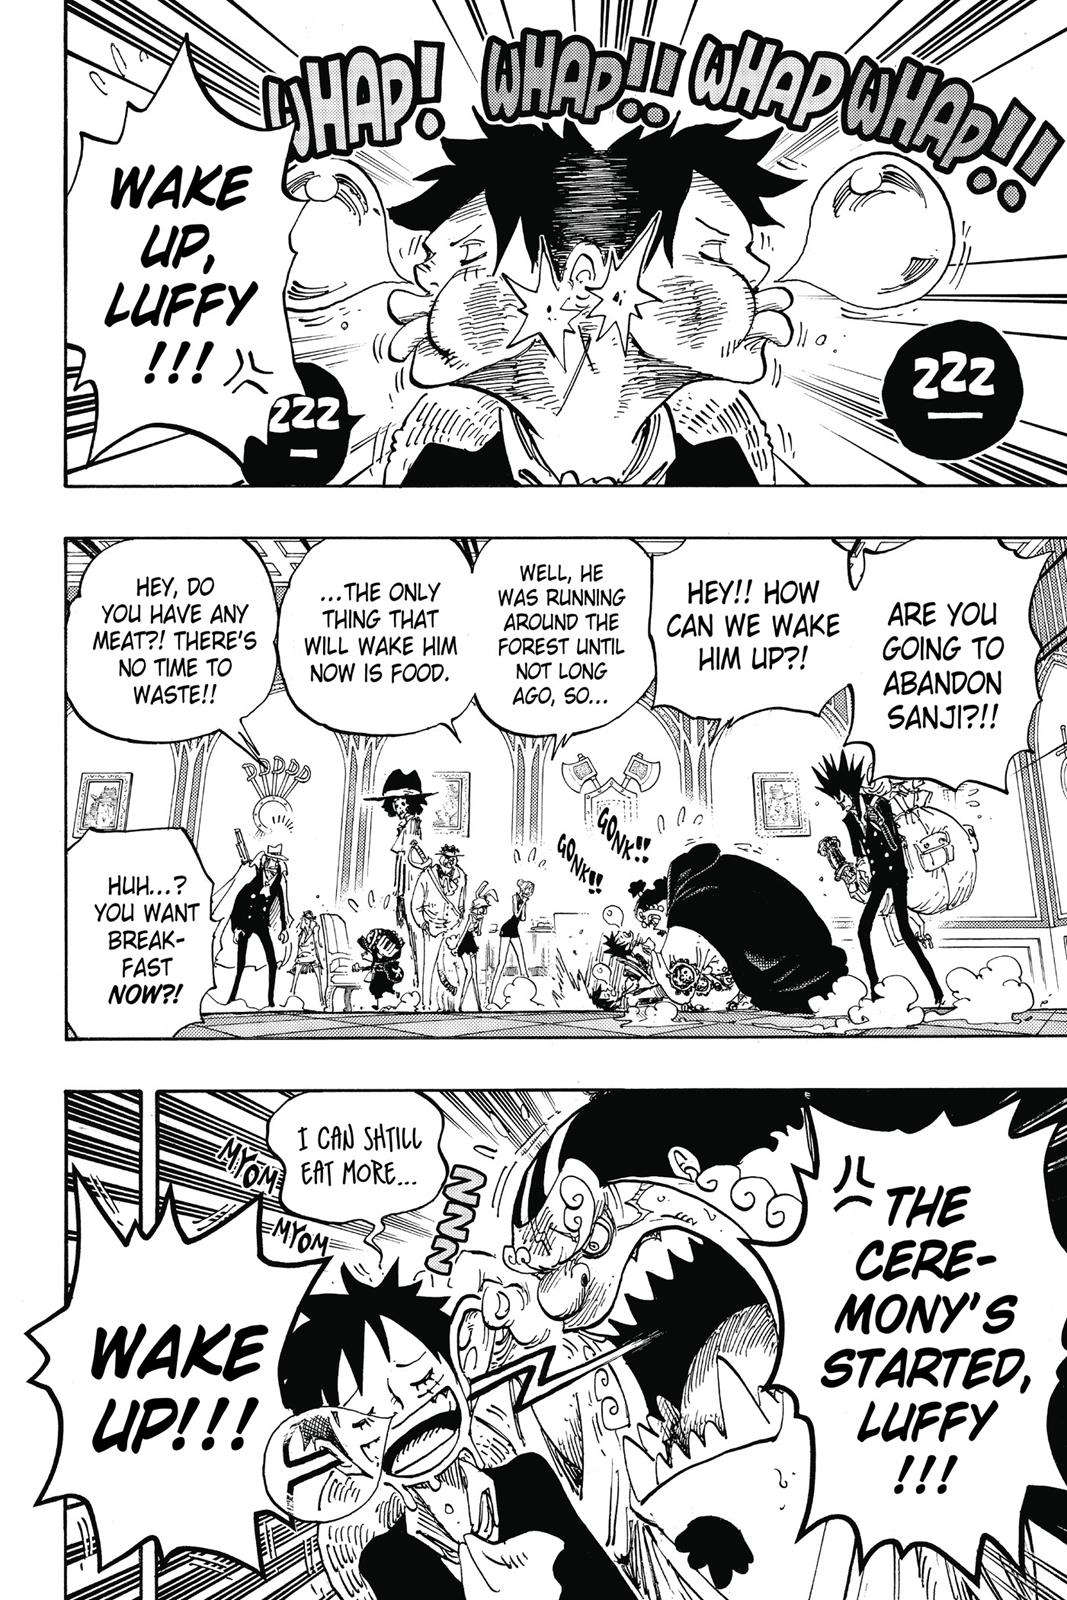 WHAP!
WHAP!!
WHAP
WHAP!!
WAKE
UP,
LUFFY
!!!
ZZZ
ZZZ
ARE YOU
GOING TO
ABANDON
SANJI?!!
HEY!! HOW
CAN WE WAKE
HIM UP?!
WELL, HE
WAS RUNNING
AROUND THE
FOREST UNTIL
NOT LONG
AGO, SO...
...THE ONLY
THING THAT
WILL WAKE HIM
NOW IS FOOD.
HEY, DO
YOU HAVE ANY
MEAT?! THERE'S
NO TIME TO
WASTE!!
DDDDD
GONK!!
GONK!!
HUH...?
YOU WANT
BREAK-
FAST
NOW?!
THE
CERE-
MONY'S
STARTED,
LUFFY
!!!
I CAN SHTILL
EAT MORE...
MYOM
MYOM
NNNN
WAKE
UP!!!